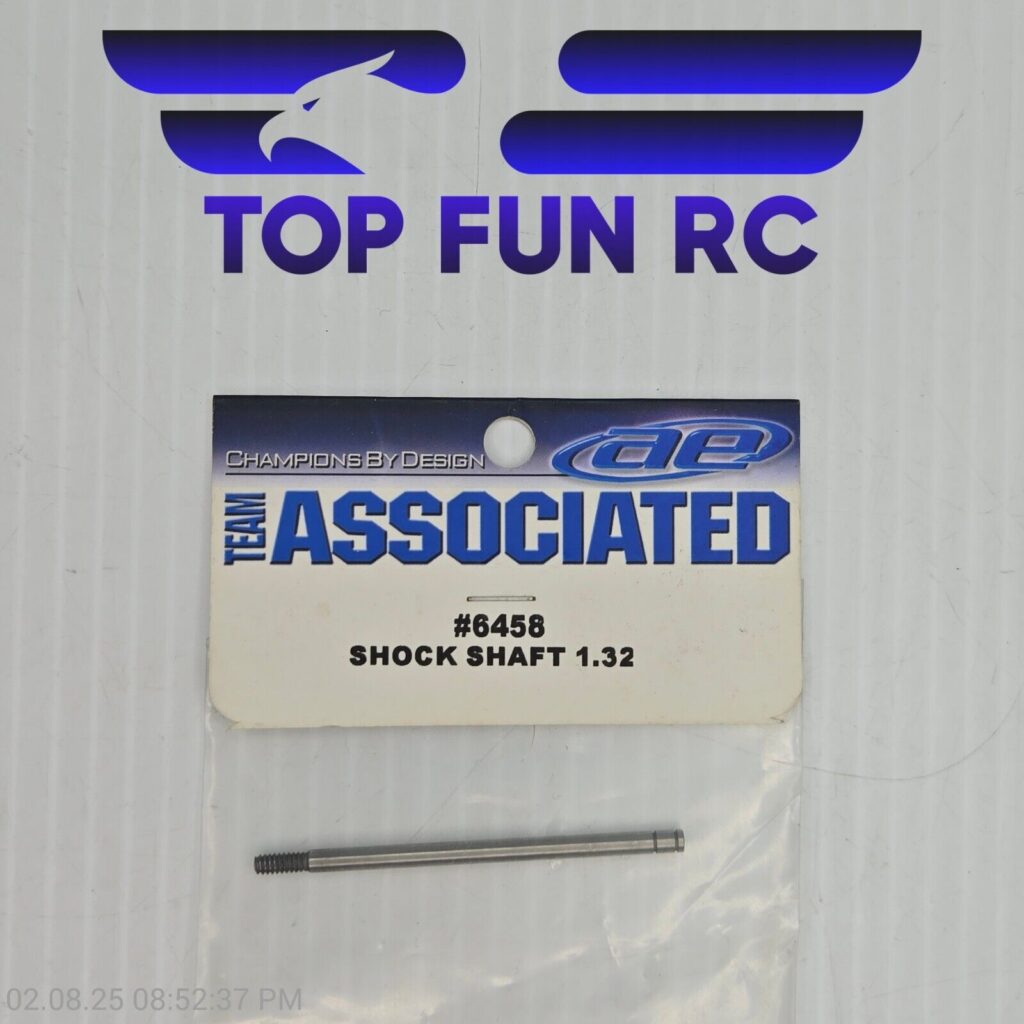 TOP FUN RC
CHAMPIONS BY DESIGN
ae
TEAM ASSOCIATED
#6458
SHOCK SHAFT 1.32
02.08.25 08:52:37 PM